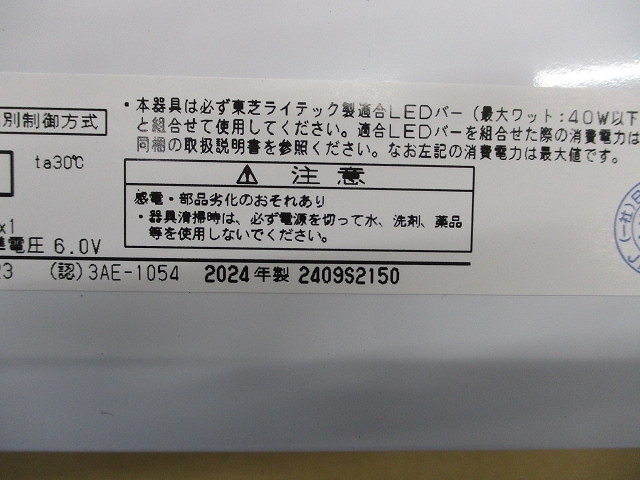 ・本器具は必ず東芝ライテック製適合LEDバー（最大ワット:40W以下
と組合せて使用してください。適合LEDバーを組合せた際の消費電力は
同梱の取扱説明書を参照ください。なお左記の消費電力は最大値です。
別制御方式
ta30℃
⚠ 注意
感電・部品劣化のおそれあり
・器具清掃時は、必ず電源を切って水、洗剤、薬品
等を使用しないでください。
x1
準電圧 6.0V
23 (認)3AE-1054 2024年製 2409S2150
(一社)日